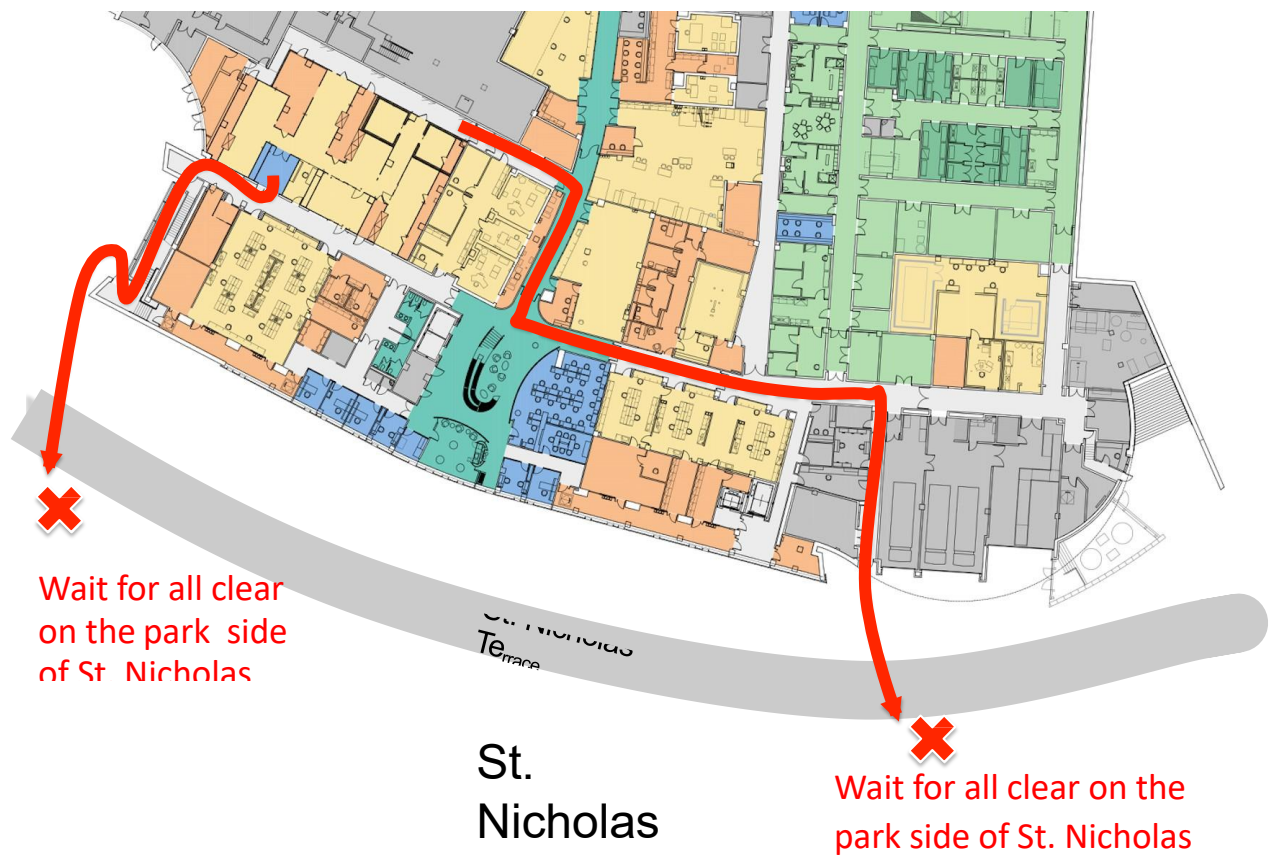 Wait for all clear
on the park side
of St. Nicholas
St. Nicholas
Terrace
St.
Nicholas
Wait for all clear on the
park side of St. Nicholas